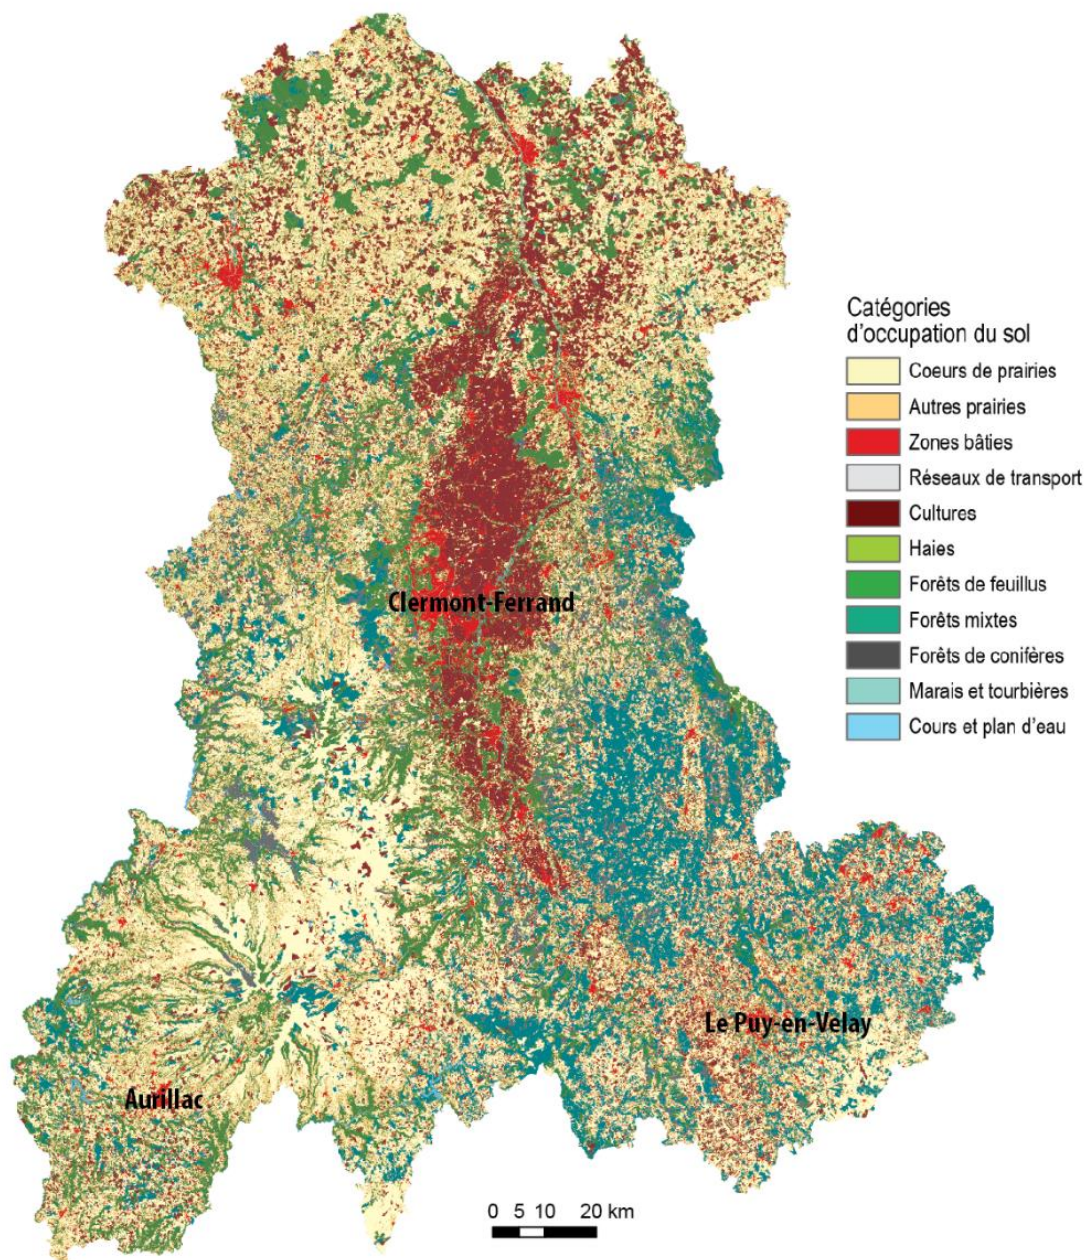 Catégories
d'occupation du sol
Coeurs de prairies
Autres prairies
Zones bâties
Réseaux de transport
Cultures
Haies
Forêts de feuillus
Forêts mixtes
Forêts de conifères
Marais et tourbières
Cours et plan d'eau
Clermont-Ferrand
Le Puy-en-Velay
Aurillac
0 5 10 20 km